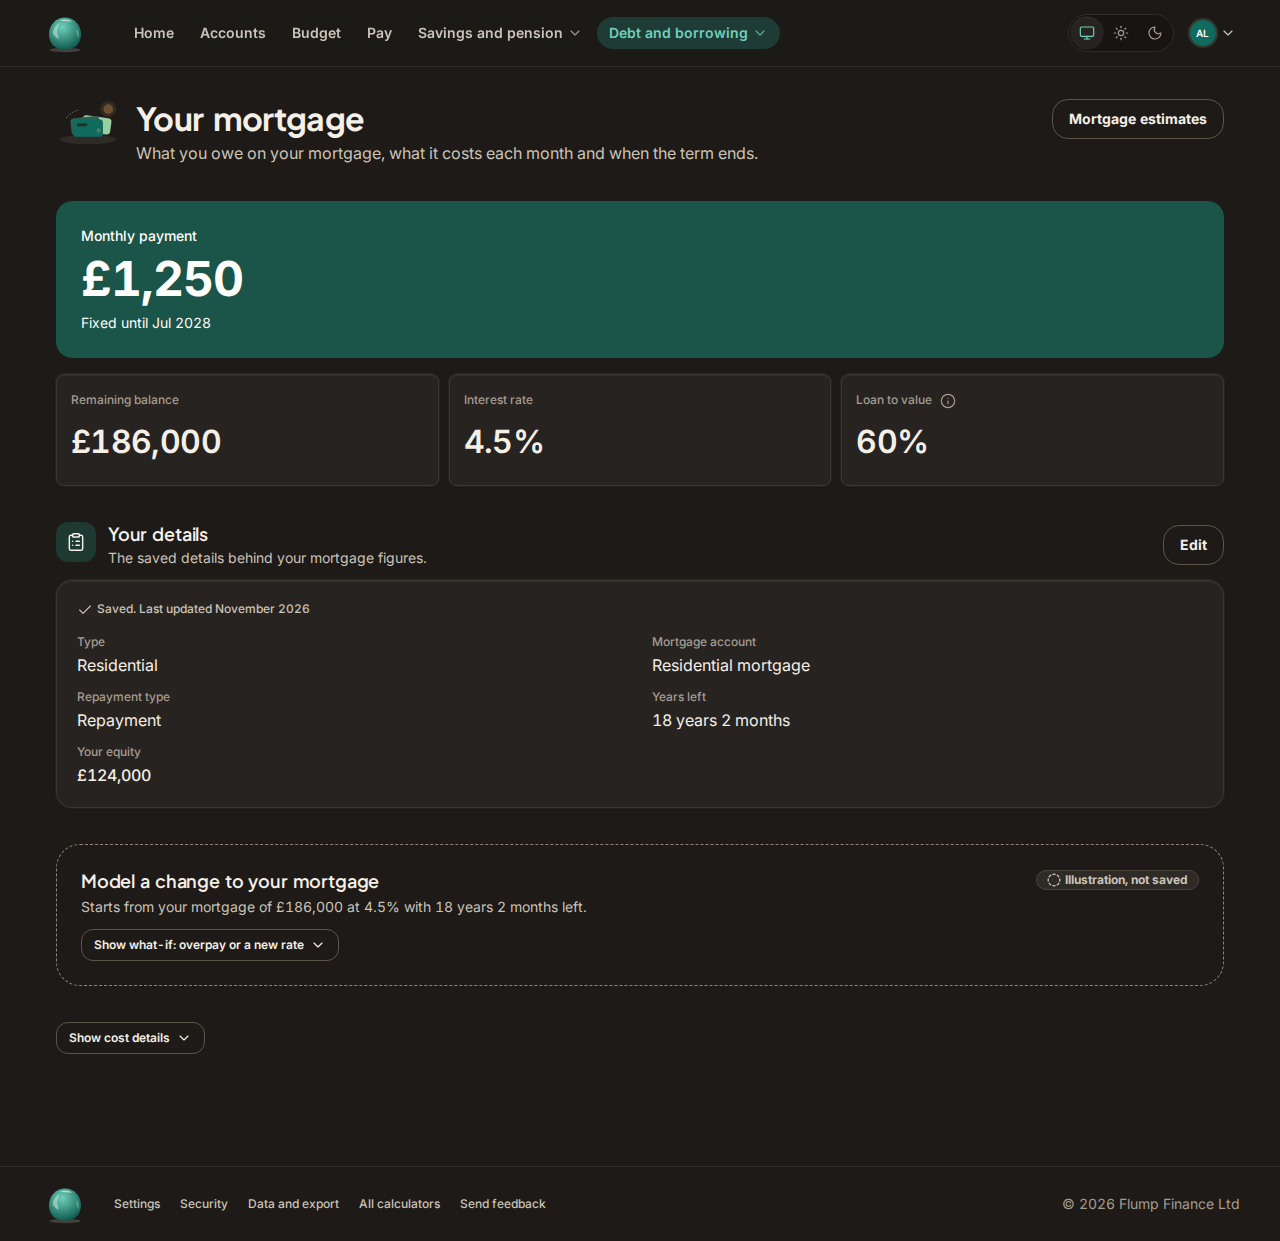 Home Accounts Budget Pay Savings and pension Debt and borrowing AL
Your mortgage
Mortgage estimates
What you owe on your mortgage, what it costs each month and when the term ends.
Monthly payment
£1,250
Fixed until Jul 2028
Remaining balance
£186,000
Interest rate
4.5%
Loan to value
60%
Your details
The saved details behind your mortgage figures.
Edit
Saved. Last updated November 2026
Type
Residential
Mortgage account
Residential mortgage
Repayment type
Repayment
Years left
18 years 2 months
Your equity
£124,000
Model a change to your mortgage
Illustration, not saved
Starts from your mortgage of £186,000 at 4.5% with 18 years 2 months left.
Show what-if: overpay or a new rate
Show cost details
Settings Security Data and export All calculators Send feedback
© 2026 Flump Finance Ltd